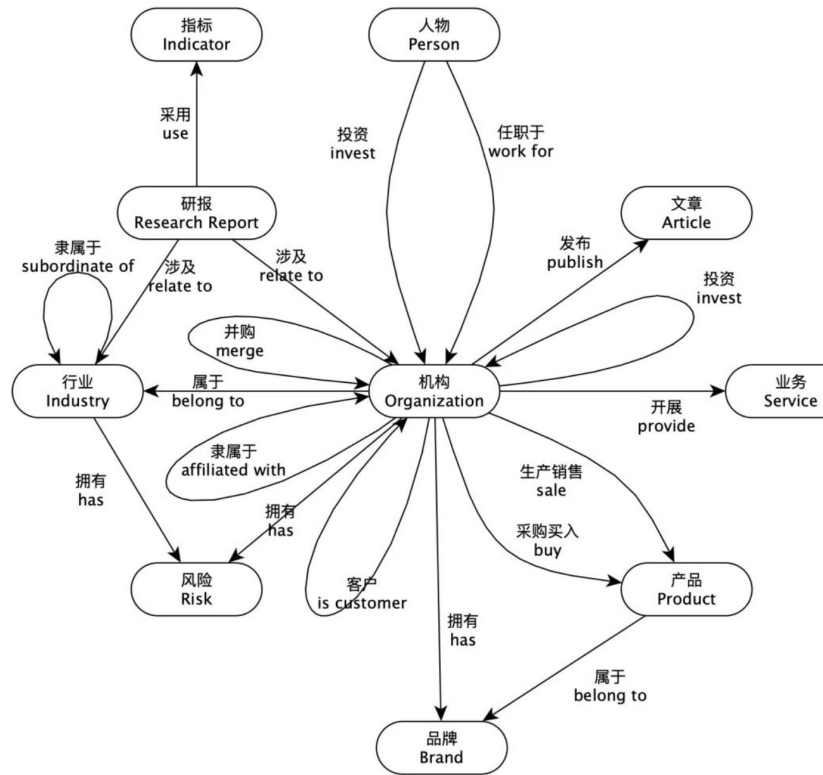 指标
Indicator
人物
Person
采用
use
投资
invest
任职于
work for
研报
Research Report
文章
Article
隶属于
subordinate of
涉及
relate to
涉及
relate to
发布
publish
投资
invest
并购
merge
行业
Industry
属于
belong to
机构
Organization
开展
provide
业务
Service
隶属于
affiliated with
拥有
has
拥有
has
生产销售
sale
采购买入
buy
风险
Risk
客户
is customer
产品
Product
拥有
has
属于
belong to
品牌
Brand